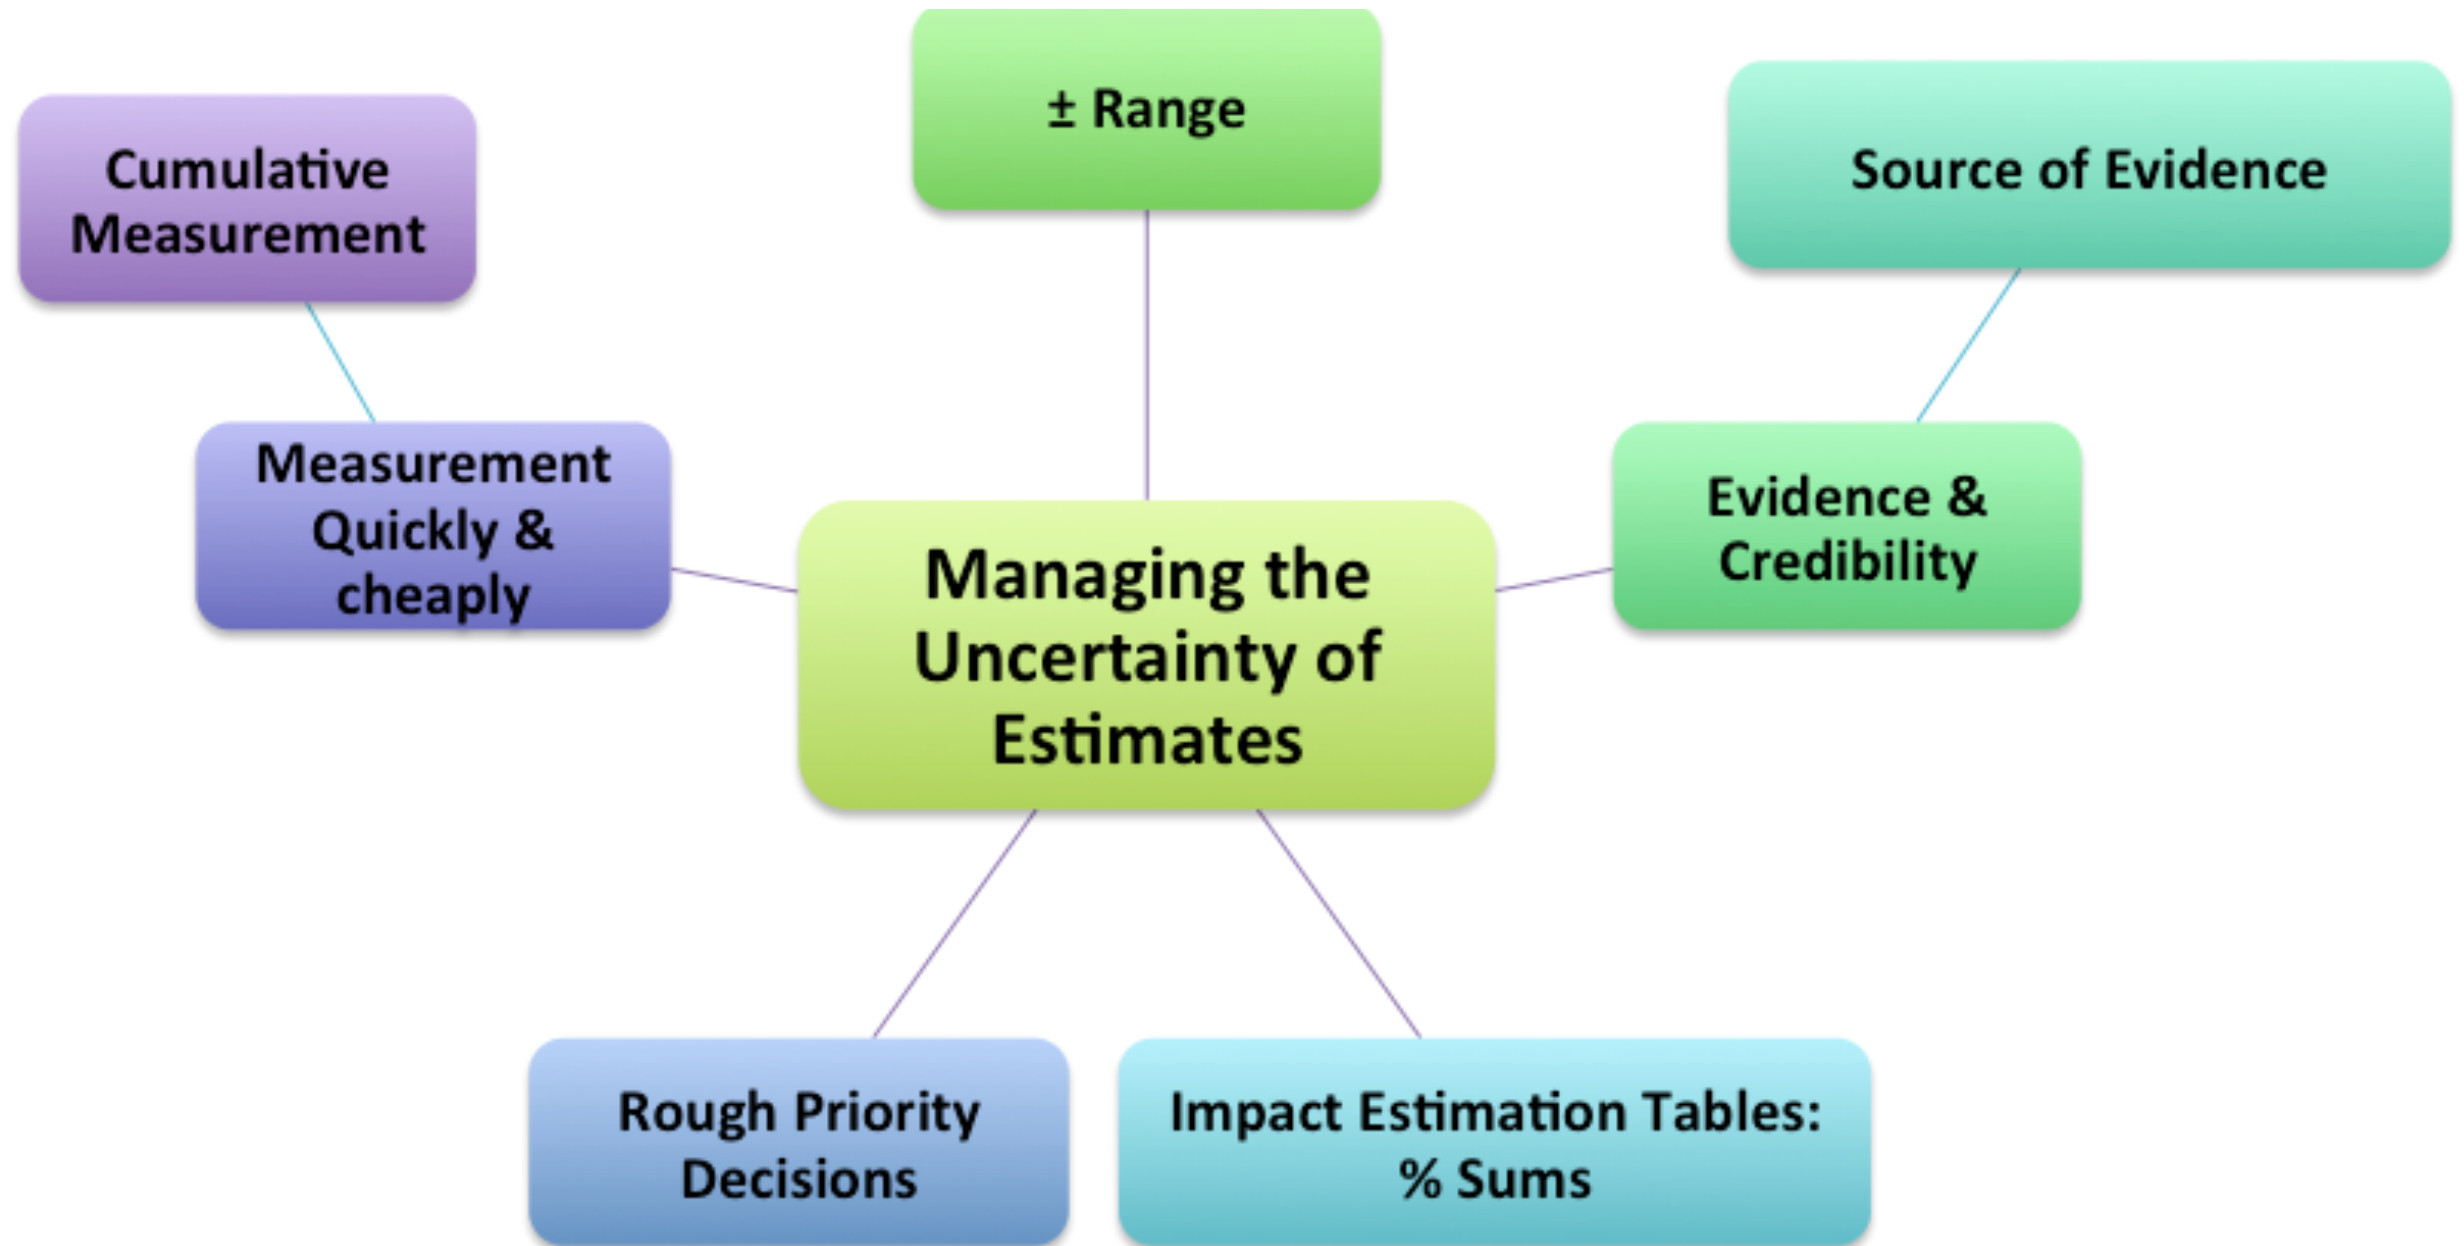 ± Range
Cumulative
Measurement
Source of Evidence
Measurement
Quickly &
cheaply
Evidence &
Credibility
Managing the
Uncertainty of
Estimates
Rough Priority
Decisions
Impact Estimation Tables:
% Sums